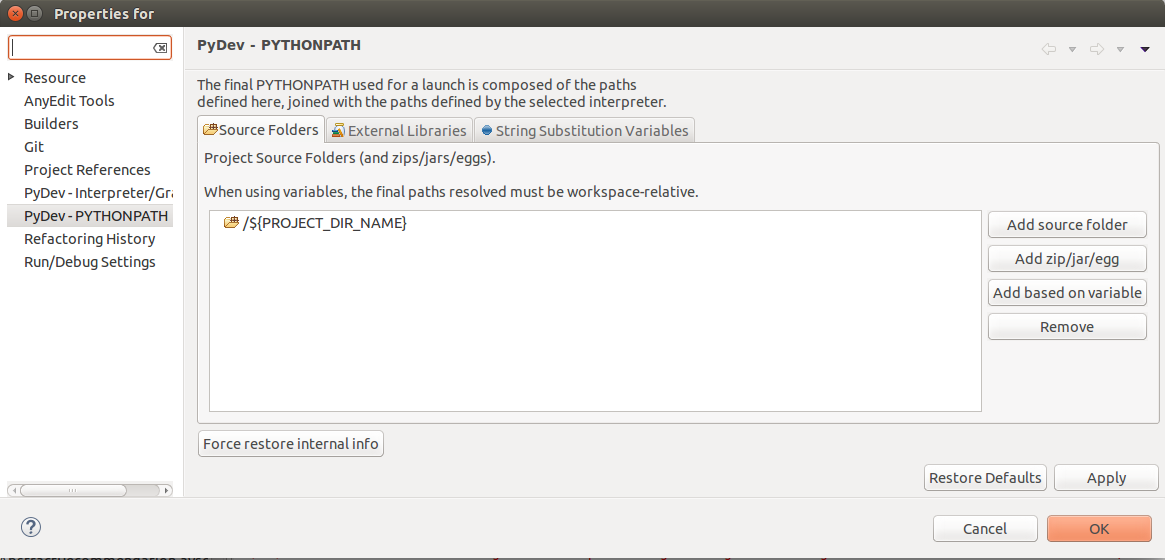 Properties for
PyDev - PYTHONPATH
Resource
AnyEdit Tools
Builders
Git
Project References
PyDev - Interpreter/Gra
PyDev - PYTHONPATH
Refactoring History
Run/Debug Settings
The final PYTHONPATH used for a launch is composed of the paths
defined here, joined with the paths defined by the selected interpreter.
Source Folders
External Libraries
String Substitution Variables
Project Source Folders (and zips/jars/eggs).
When using variables, the final paths resolved must be workspace-relative.
/${PROJECT_DIR_NAME}
Add source folder
Add zip/jar/egg
Add based on variable
Remove
Force restore internal info
Restore Defaults
Apply
Cancel
OK